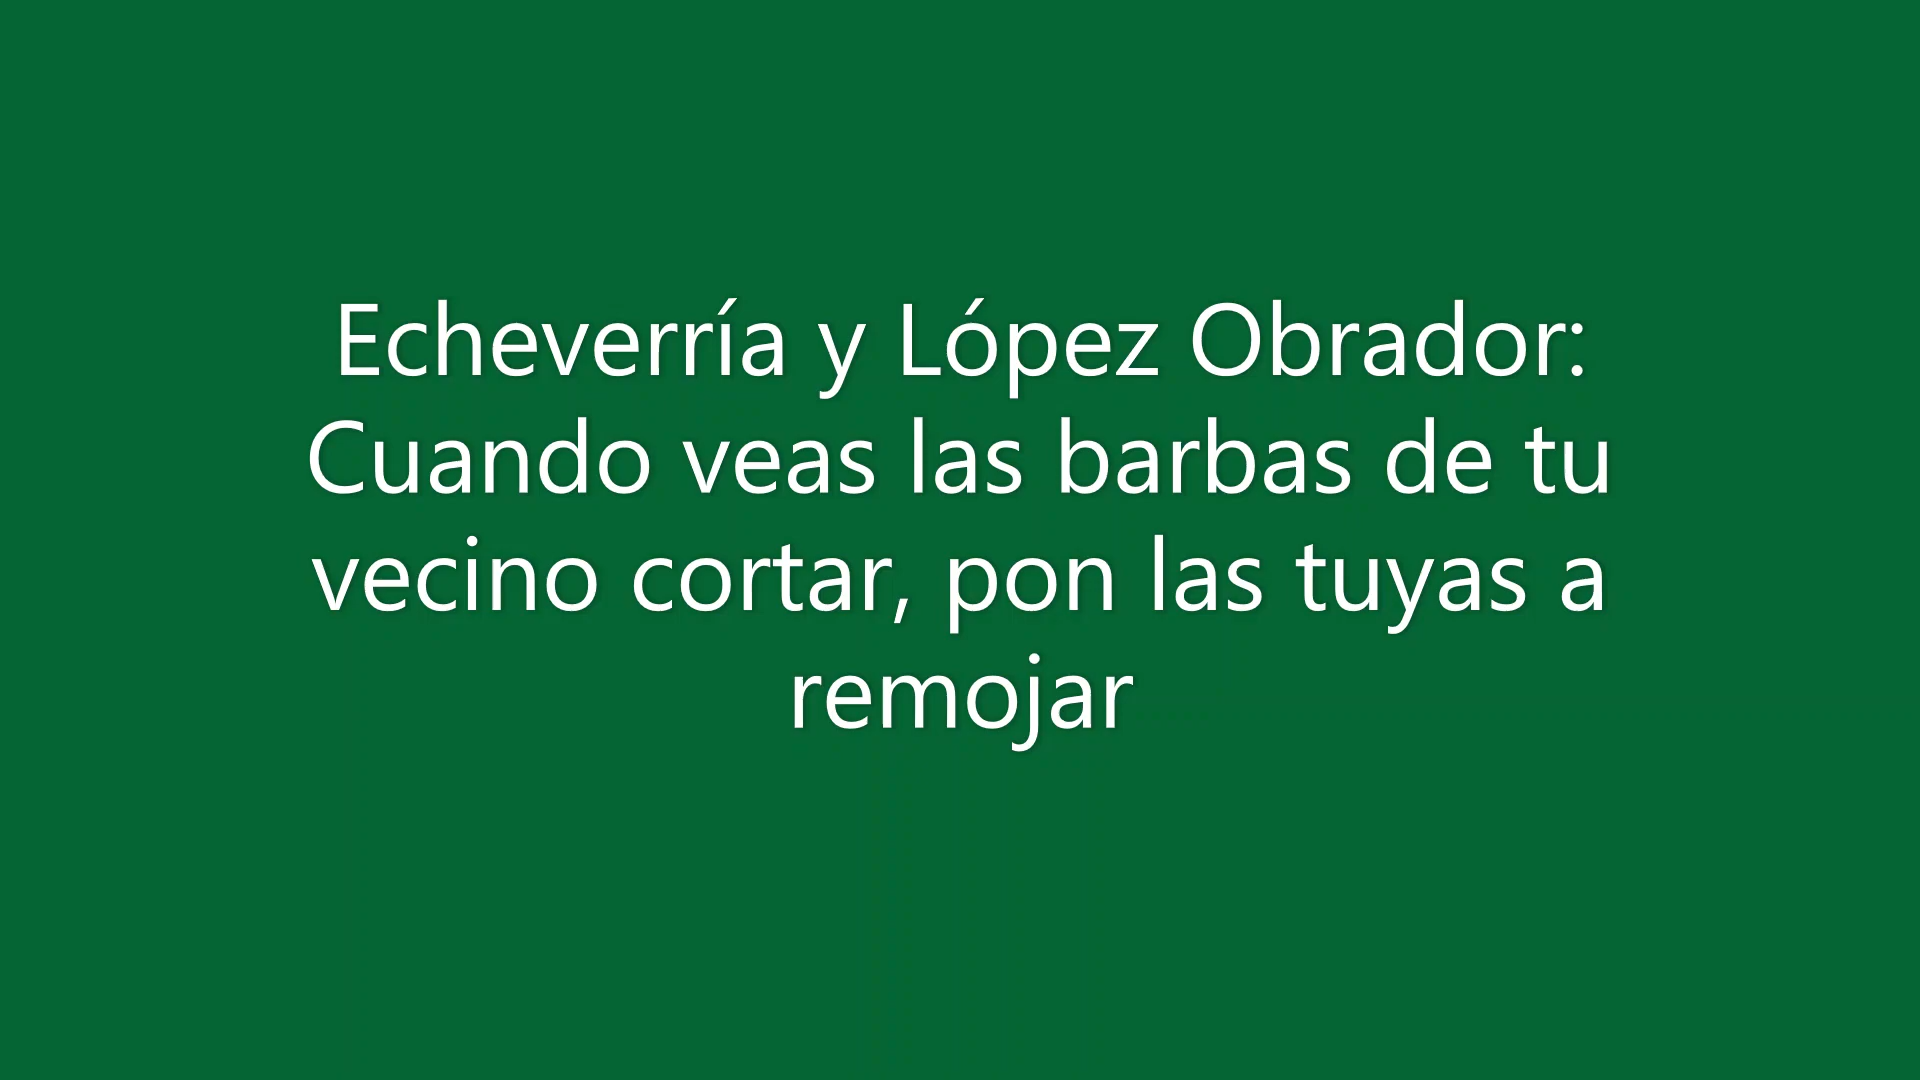 Echeverría y López Obrador:
Cuando veas las barbas de tu
vecino cortar, pon las tuyas a
remojar